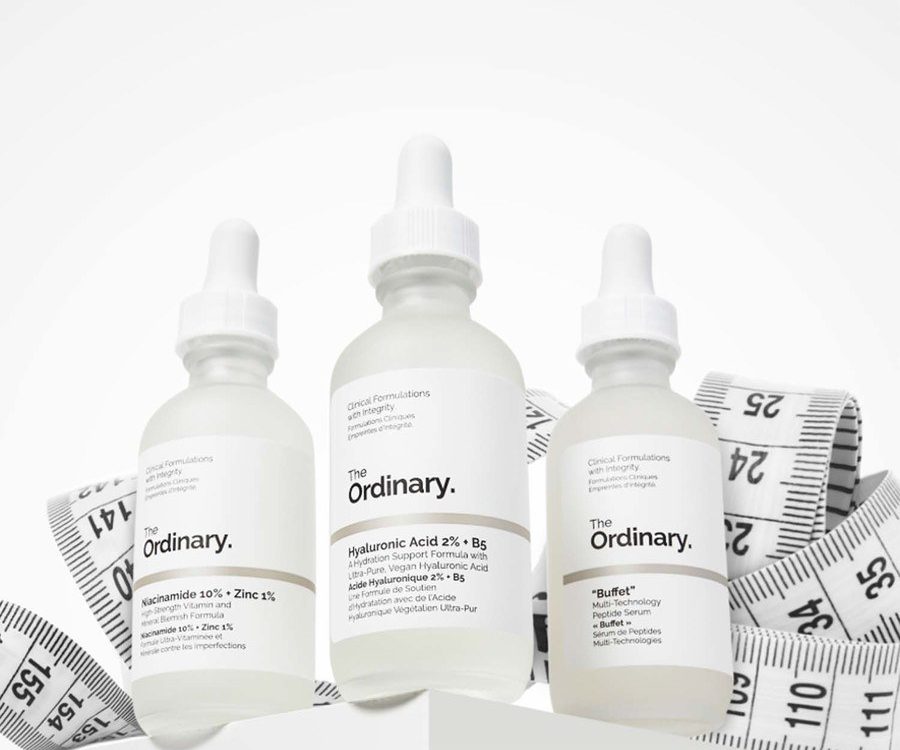 Clinical Formulations
with Integrity.
Formulations Cliniques
Empreintes d'Intégrité.
The
Ordinary.
Niacinamide 10% + Zinc 1%
High-Strength Vitamin and
Mineral Blemish Formula
Niacinamide 10% + Zinc 1%
Formule Ultra-Vitaminée et
Minérale contre les Imperfections
Clinical Formulations
with Integrity.
Formulations Cliniques
Empreintes d'Intégrité.
The
Ordinary.
Hyaluronic Acid 2% + B5
A Hydration Support Formula with
Ultra-Pure, Vegan Hyaluronic Acid
Acide Hyaluronique 2% + B5
Une Formule de Soutien
d'Hydratation avec de l'Acide
Hyaluronique Végétalien Ultra-Pur
Clinical Formulations
with Integrity.
Formulations Cliniques
Empreintes d'Intégrité.
The
Ordinary.
"Buffet"
Multi-Technology
Peptide Serum
« Buffet »
Sérum de Peptides
Multi-Technologies
141
155
154
153
25
24
23
34
35
110
111